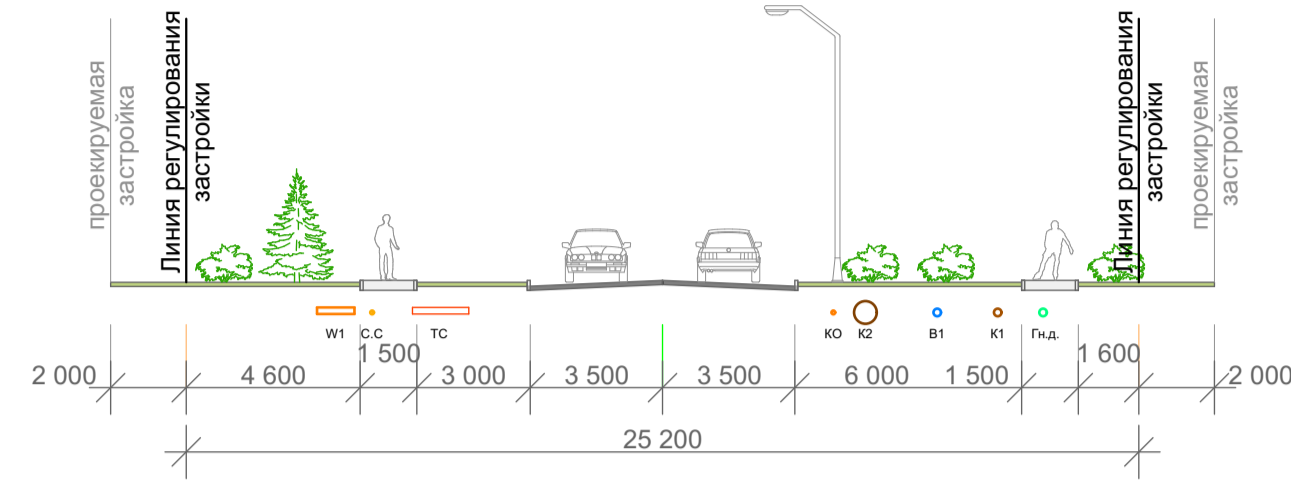 проекируемая
застройка
Линия регулирования
застройки
Линия регулирования
застройки
проекируемая
застройка
W1 С.С ТС КО К2 В1 К1 Гн.д.
2 000 4 600 1 500 3 000 3 500 3 500 6 000 1 500 1 600 2 000
25 200